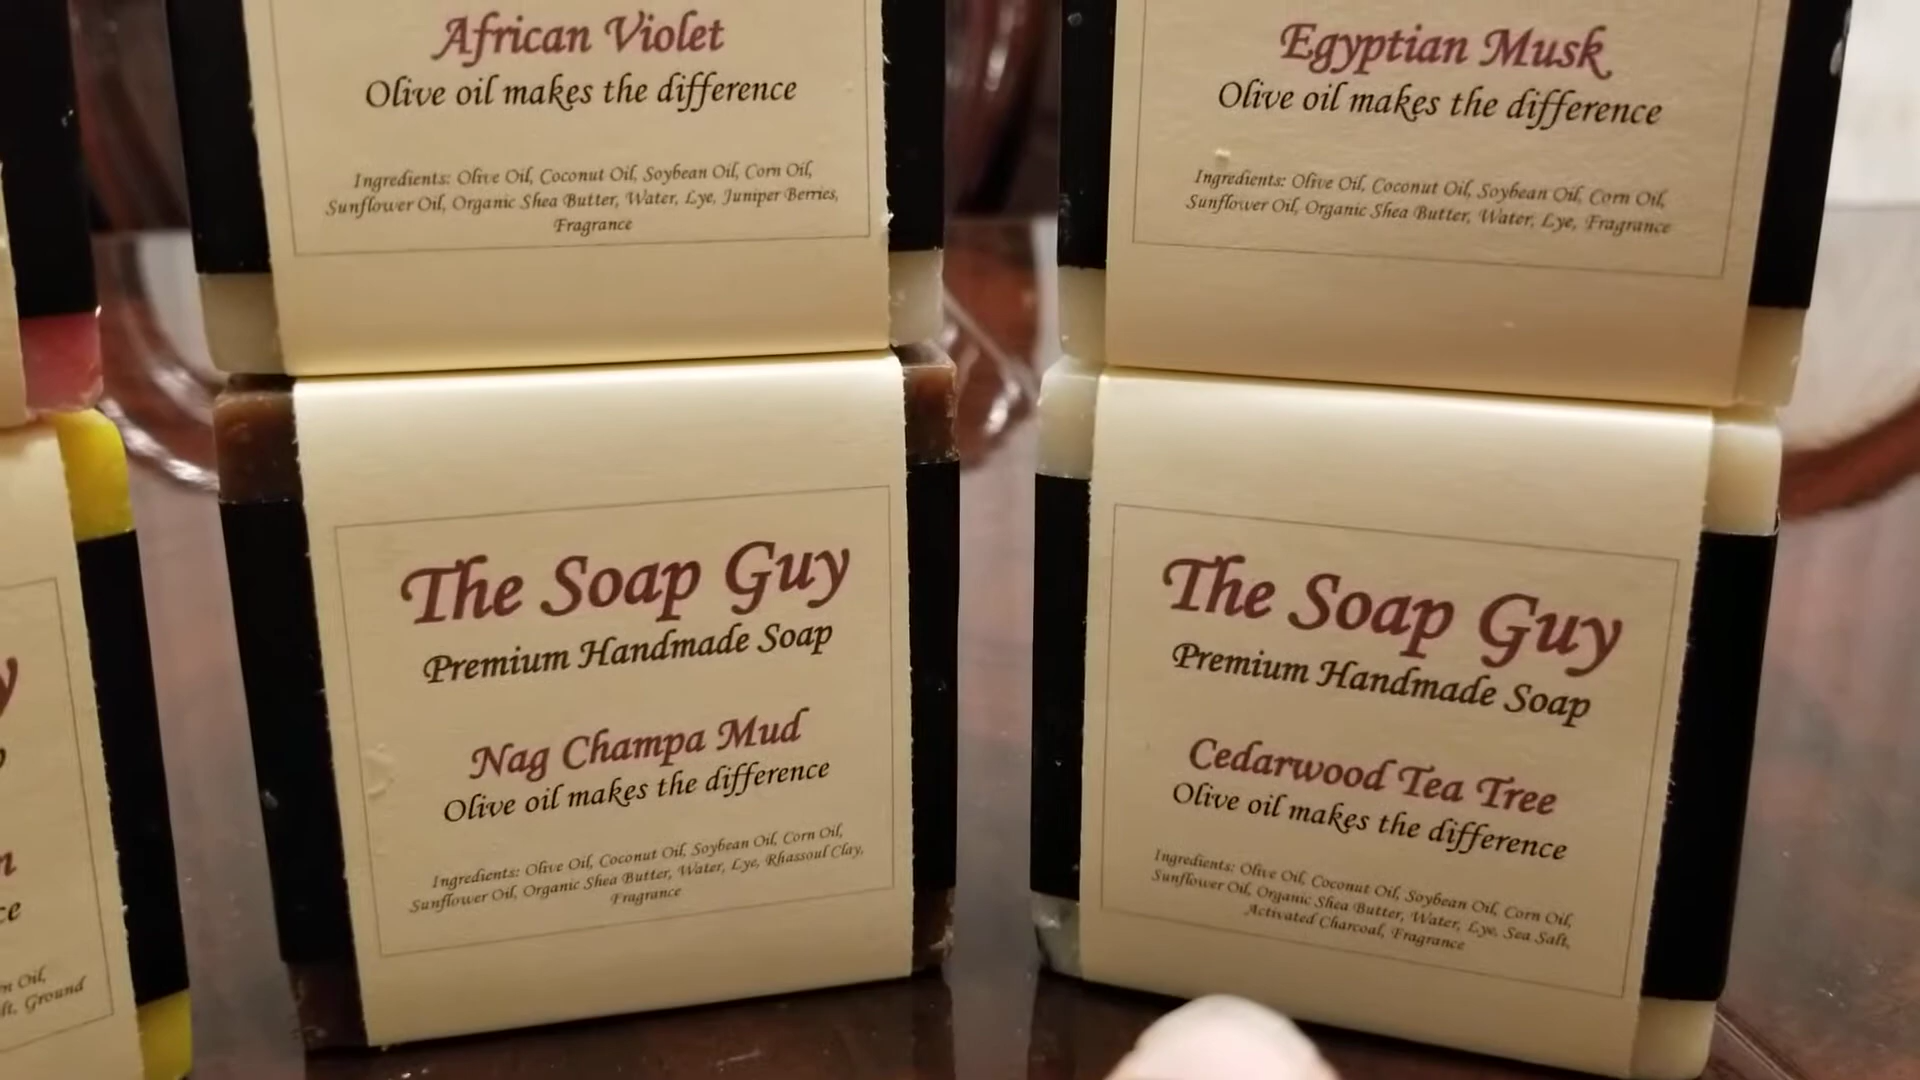 African Violet
Olive oil makes the difference
Ingredients: Olive Oil, Coconut Oil, Soybean Oil, Corn Oil,
Sunflower Oil, Organic Shea Butter, Water, Lye, Juniper Berries,
Fragrance
Egyptian Musk
Olive oil makes the difference
Ingredients: Olive Oil, Coconut Oil, Soybean Oil, Corn Oil,
Sunflower Oil, Organic Shea Butter, Water, Lye, Fragrance
The Soap Guy
Premium Handmade Soap
Nag Champa Mud
Olive oil makes the difference
Ingredients: Olive Oil, Coconut Oil, Soybean Oil, Corn Oil,
Sunflower Oil, Organic Shea Butter, Water, Lye, Rhassoul Clay,
Fragrance
The Soap Guy
Premium Handmade Soap
Cedarwood Tea Tree
Olive oil makes the difference
Ingredients: Olive Oil, Coconut Oil, Soybean Oil, Corn Oil,
Sunflower Oil, Organic Shea Butter, Water, Lye, Sea Salt,
Activated Charcoal, Fragrance
Oil,
Ground